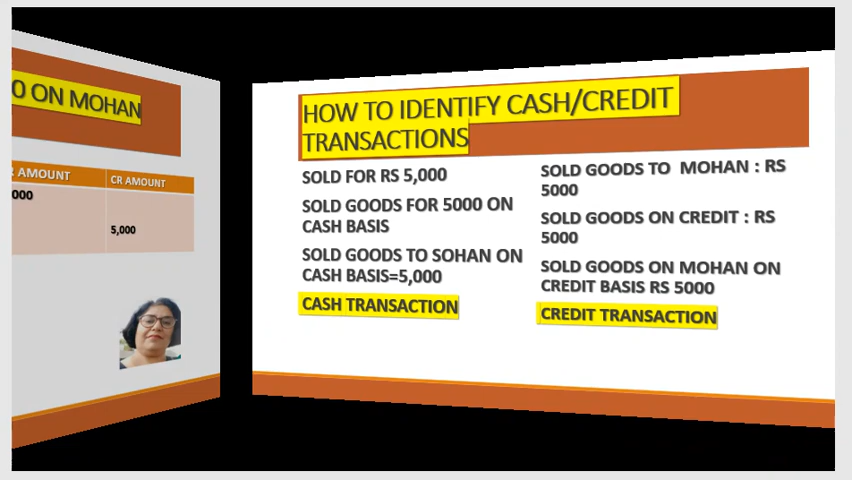 0 ON MOHAN
AMOUNT
CR AMOUNT
000
5,000
HOW TO IDENTIFY CASH/CREDIT
TRANSACTIONS
SOLD FOR RS 5,000
SOLD GOODS FOR 5000 ON
CASH BASIS
SOLD GOODS TO SOHAN ON
CASH BASIS=5,000
CASH TRANSACTION
SOLD GOODS TO MOHAN : RS
5000
SOLD GOODS ON CREDIT : RS
5000
SOLD GOODS ON MOHAN ON
CREDIT BASIS RS 5000
CREDIT TRANSACTION